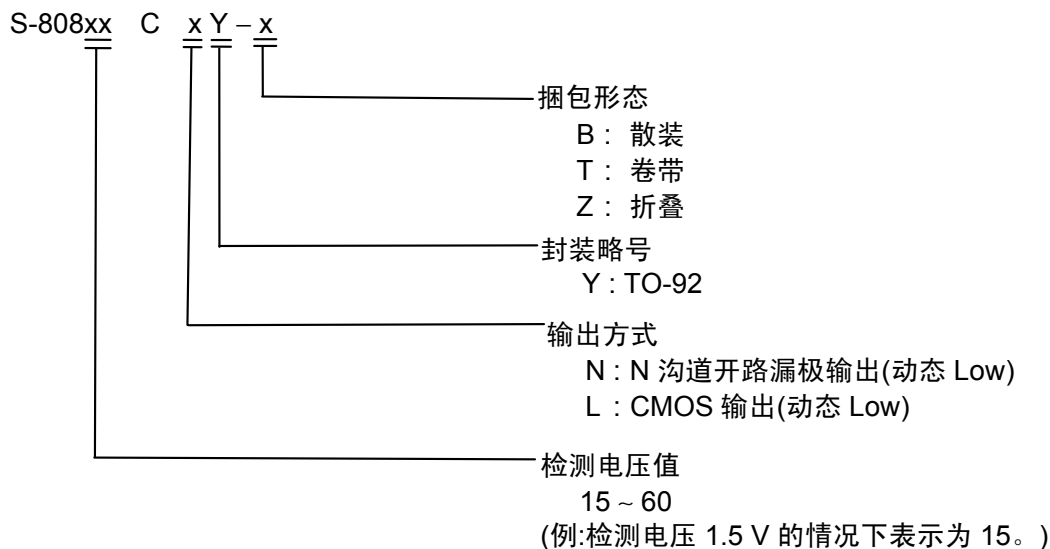 S-808xx C x Y – x
捆包形态
B : 散装
T : 卷带
Z : 折叠
封装略号
Y : TO-92
输出方式
N : N 沟道开路漏极输出(动态 Low)
L : CMOS 输出(动态 Low)
检测电压值
15 ~ 60
(例:检测电压 1.5 V 的情况下表示为 15。)